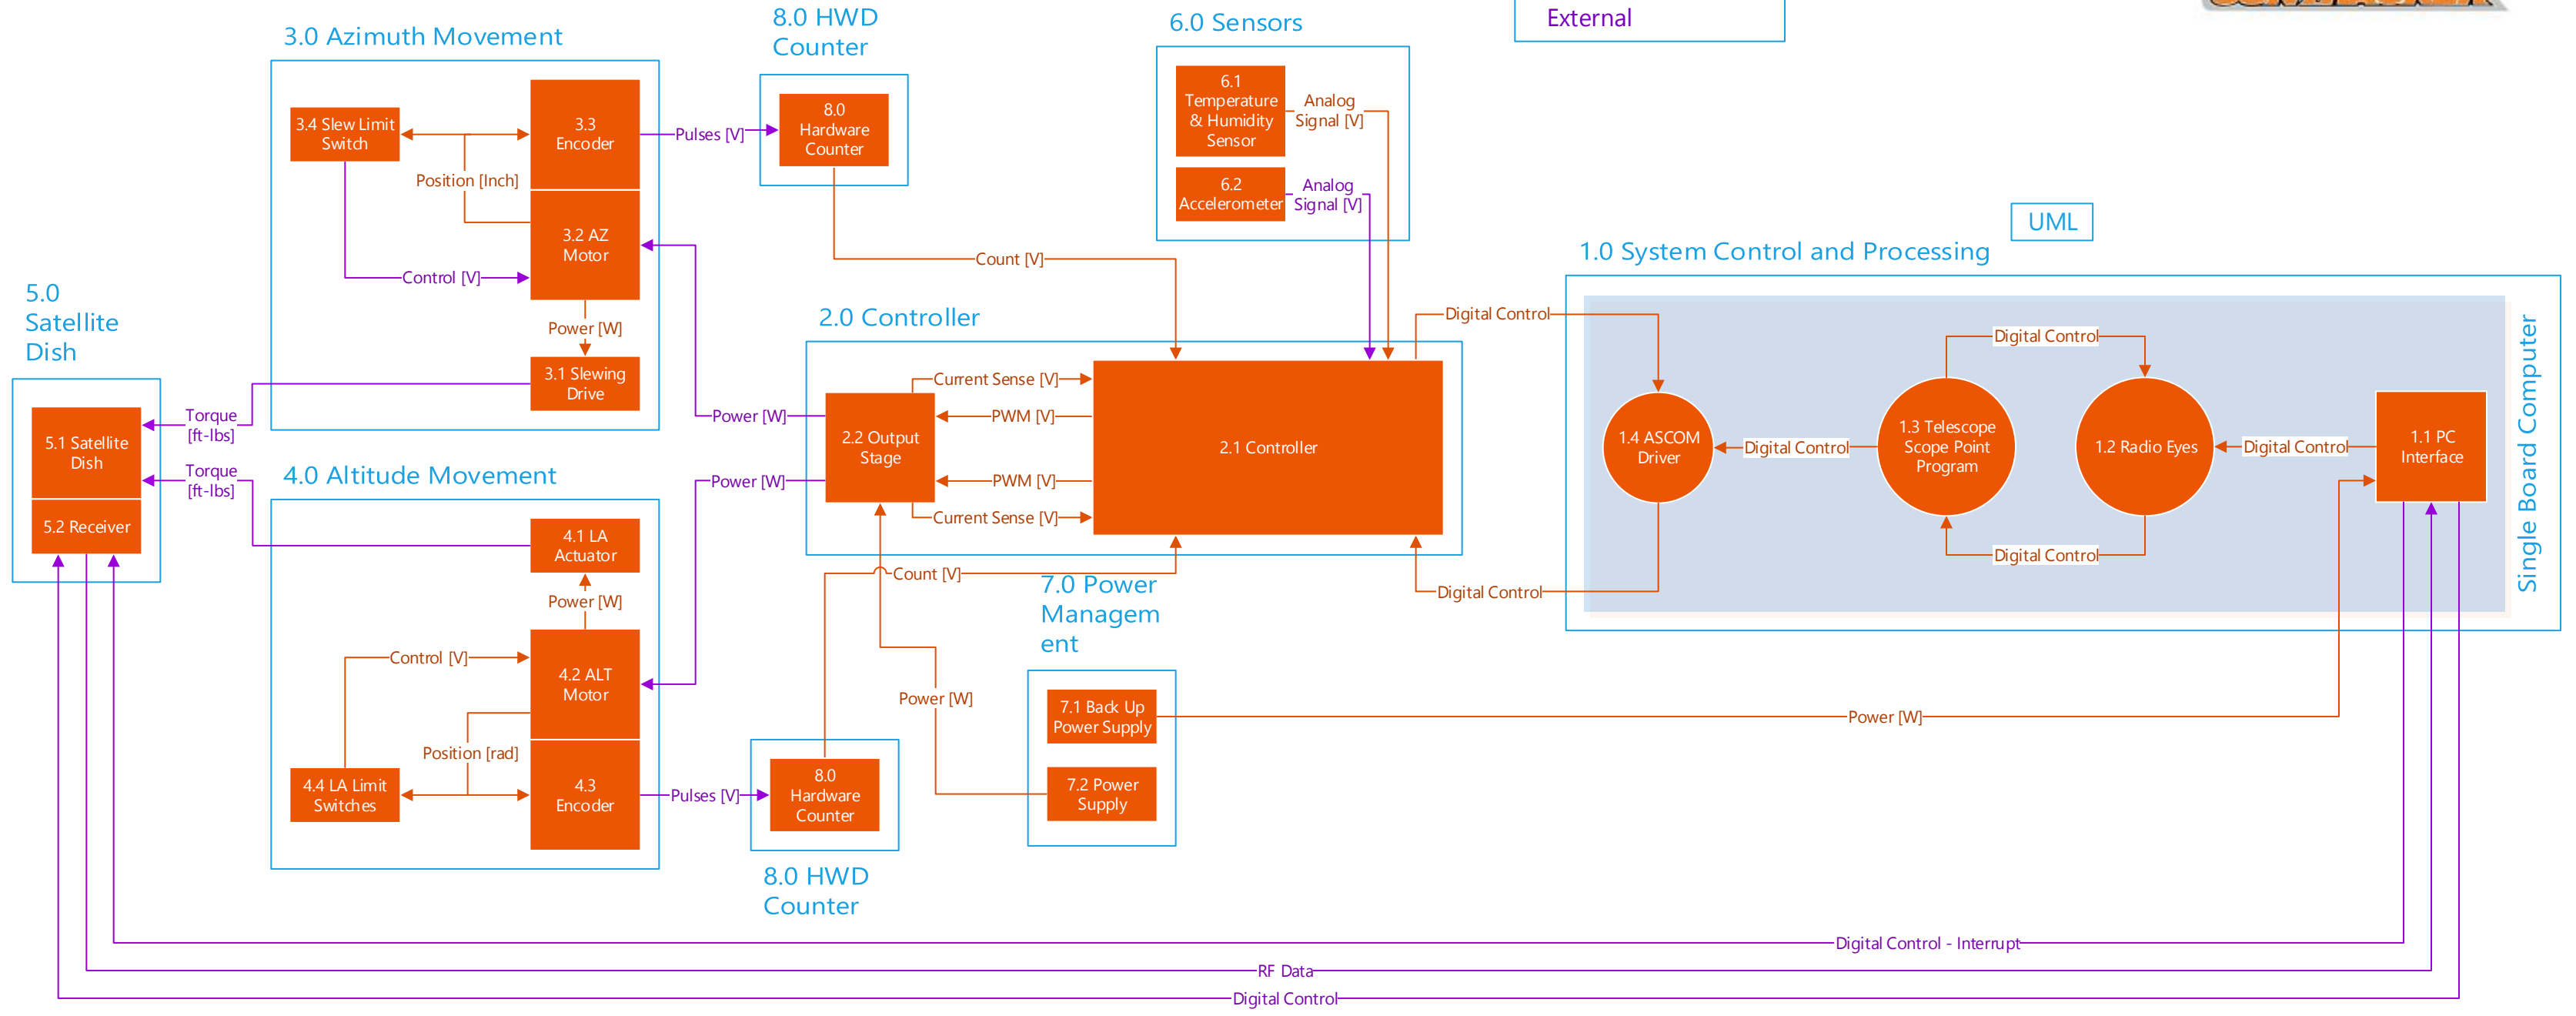 External
3.0 Azimuth Movement
8.0 HWD
Counter
6.0 Sensors
3.4 Slew Limit
Switch
3.3
Encoder
Position [Inch]
3.2 AZ
Motor
Control [V]
Power [W]
3.1 Slewing
Drive
Pulses [V]
8.0
Hardware
Counter
Count [V]
6.1
Temperature
& Humidity
Sensor
Analog
Signal [V]
6.2
Accelerometer
Analog
Signal [V]
UML
1.0 System Control and Processing
5.0
Satellite
Dish
5.1 Satellite
Dish
5.2 Receiver
Torque
[ft-lbs]
Torque
[ft-lbs]
2.0 Controller
Current Sense [V]
PWM [V]
2.2 Output
Stage
2.1 Controller
PWM [V]
Current Sense [V]
Power [W]
Power [W]
Digital Control
Digital Control
1.4 ASCOM
Driver
Digital Control
1.3 Telescope
Scope Point
Program
Digital Control
1.2 Radio Eyes
Digital Control
Digital Control
1.1 PC
Interface
Single Board Computer
4.0 Altitude Movement
4.1 LA
Actuator
Power [W]
Control [V]
4.2 ALT
Motor
Position [rad]
4.4 LA Limit
Switches
4.3
Encoder
Pulses [V]
8.0
Hardware
Counter
8.0 HWD
Counter
Count [V]
7.0 Power
Managem
ent
Power [W]
7.1 Back Up
Power Supply
7.2 Power
Supply
Power [W]
Digital Control - Interrupt
RF Data
Digital Control